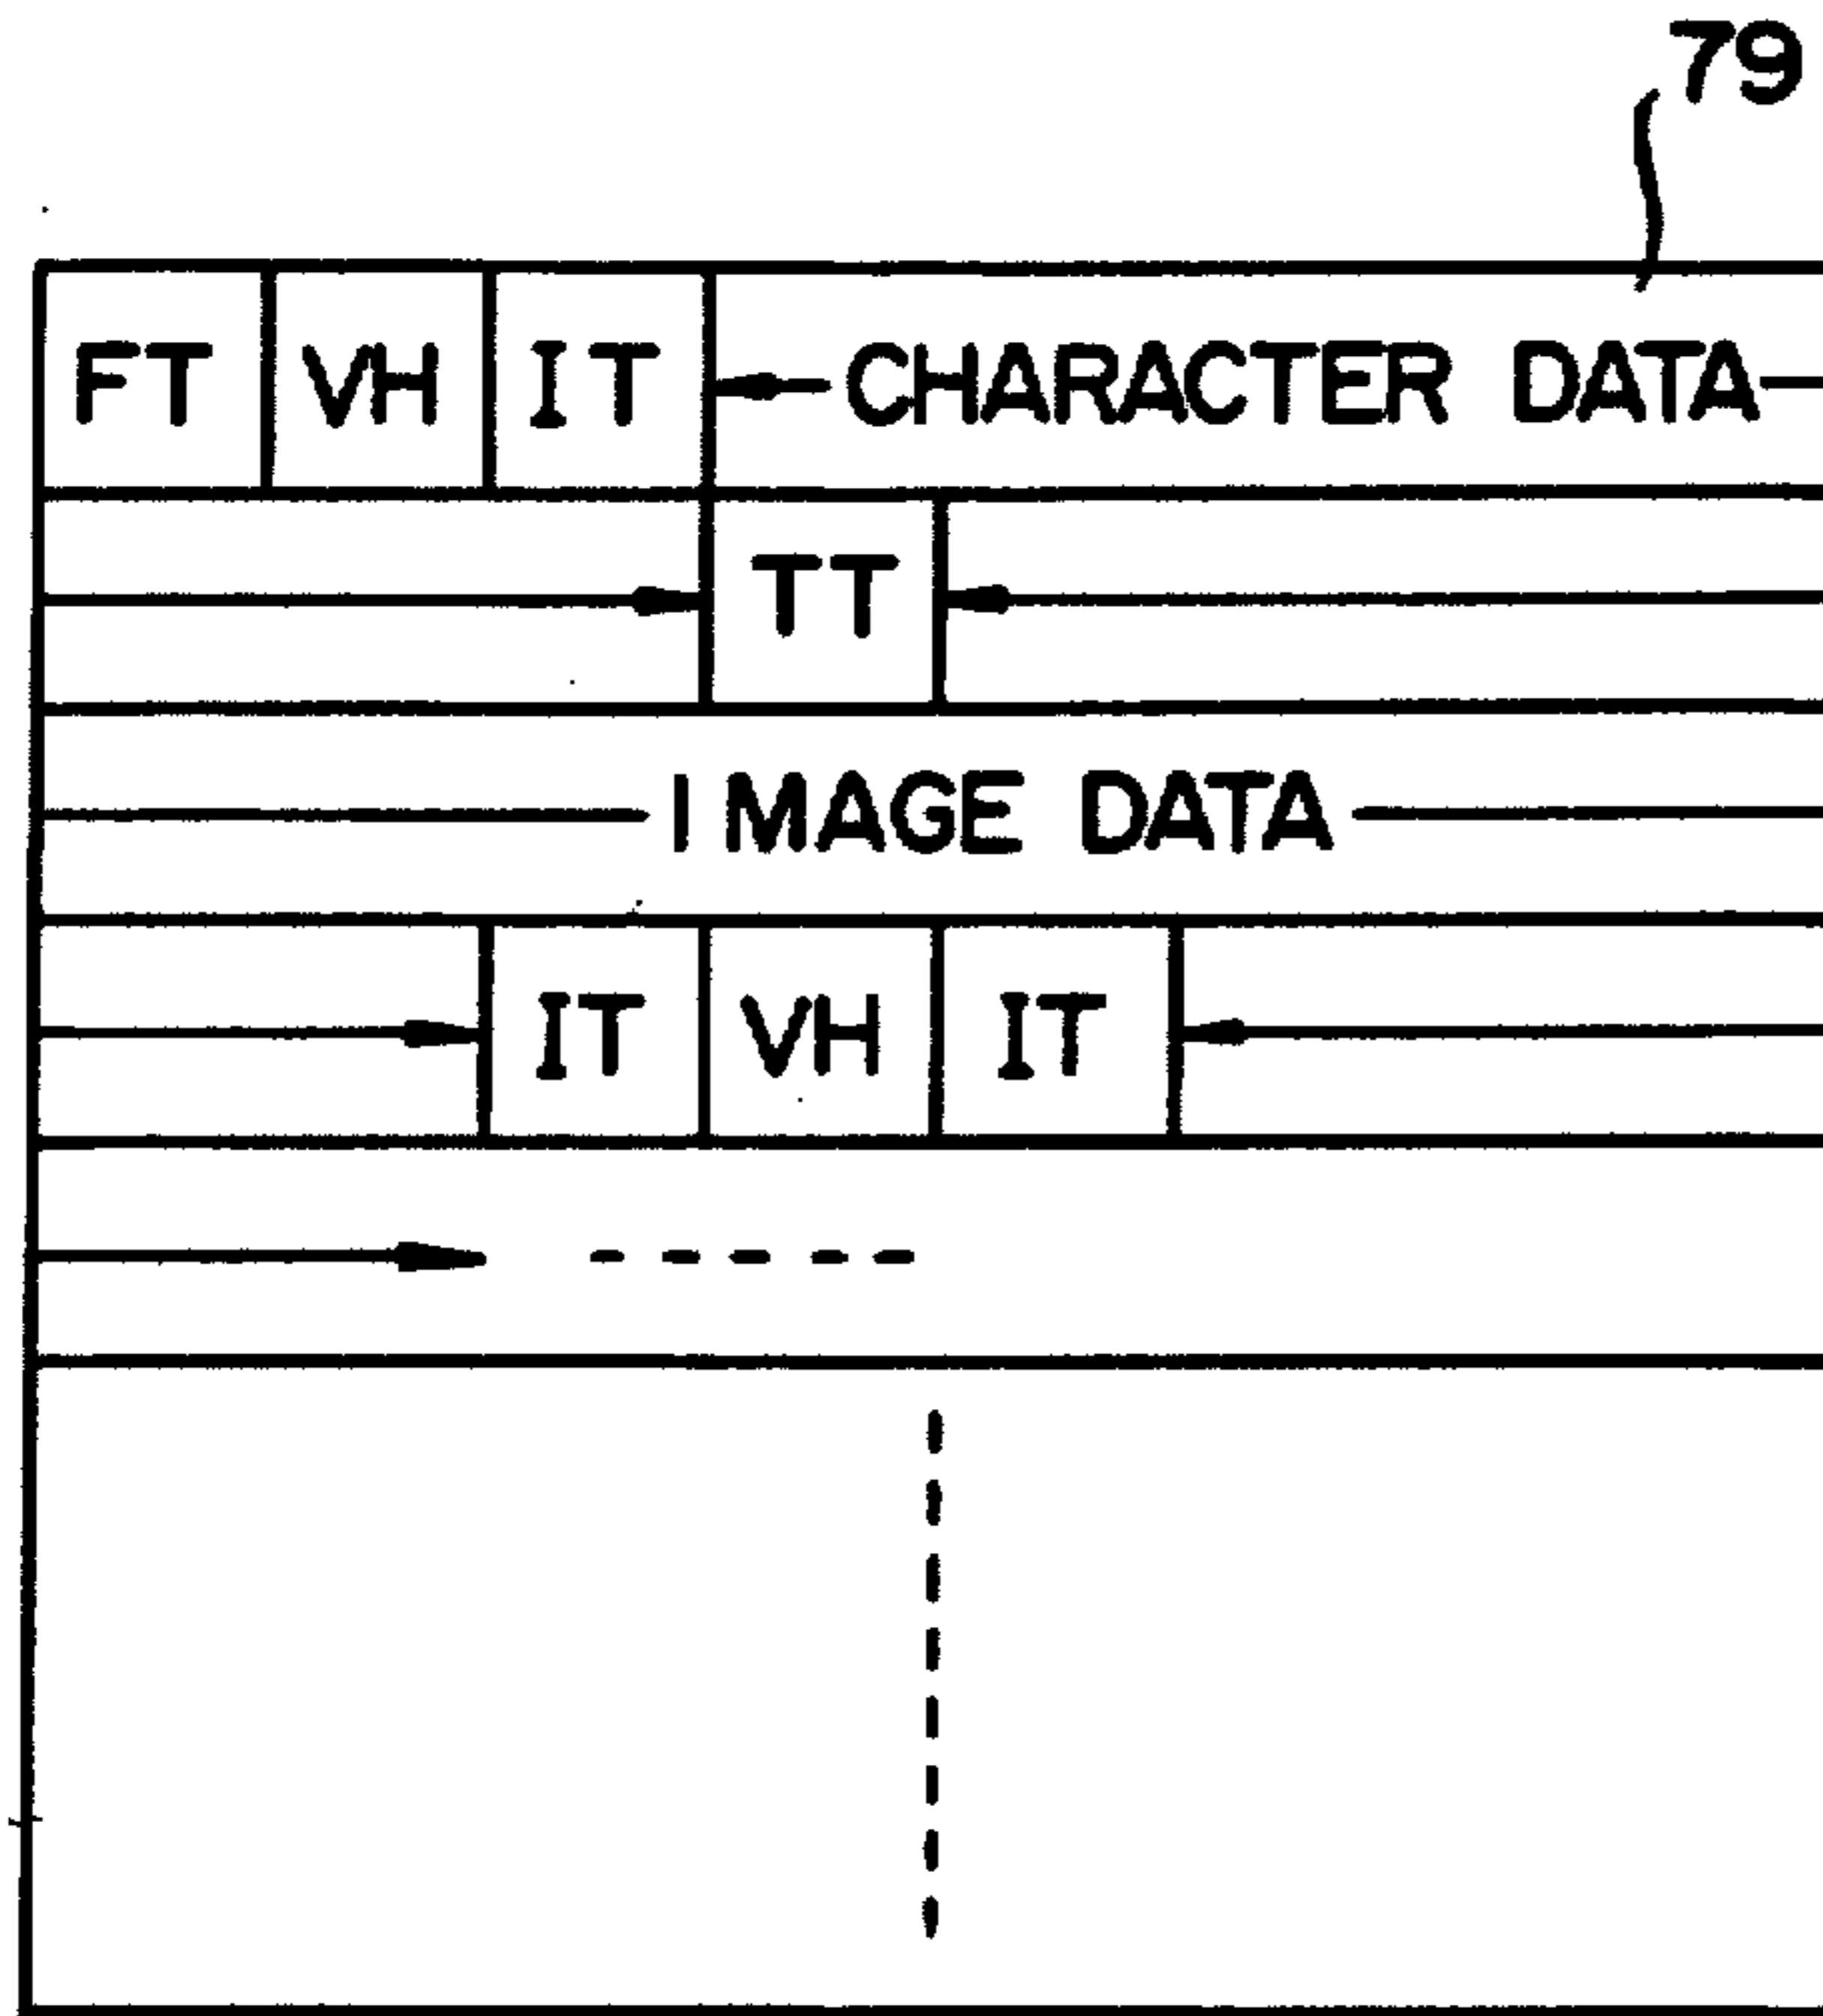 79
FT VH IT CHARACTER DATA
TT
IMAGE DATA
IT VH IT